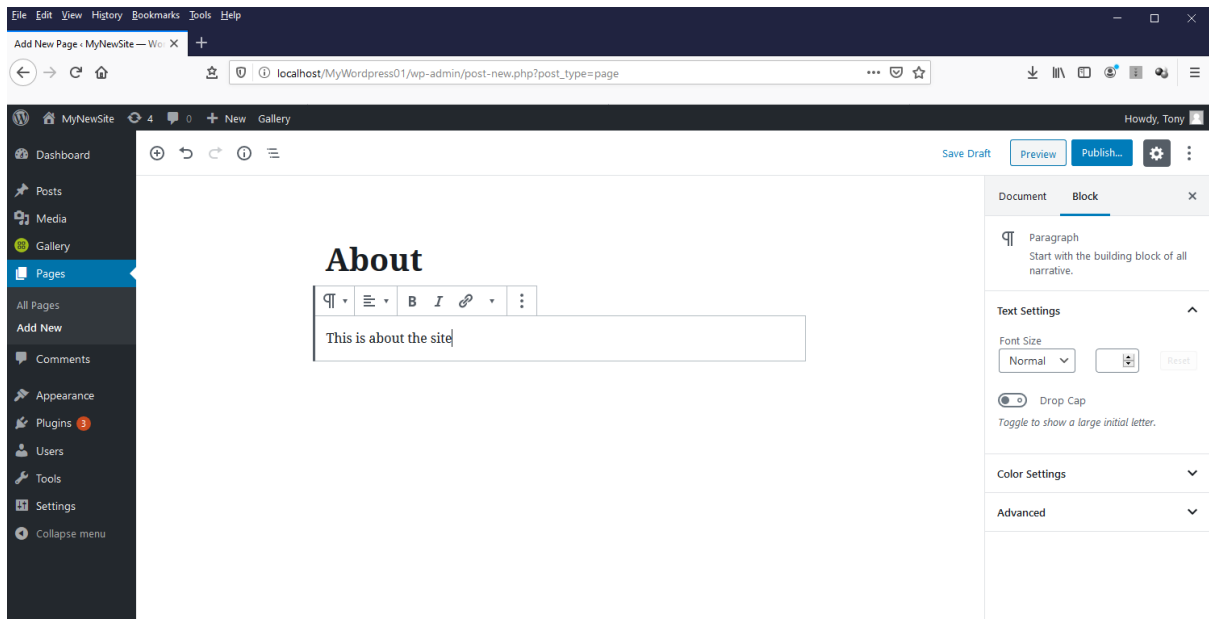 File Edit View History Bookmarks Tools Help
Add New Page ‹ MyNewSite — Wo
localhost/MyWordpress01/wp-admin/post-new.php?post_type=page
MyNewSite 4 0 New Gallery Howdy, Tony
Dashboard
Save Draft Preview Publish...
Posts
Media
Gallery
Pages
All Pages
Add New
Comments
Appearance
Plugins 3
Users
Tools
Settings
Collapse menu
About
B I
This is about the site
Document Block
Paragraph
Start with the building block of all
narrative.
Text Settings
Font Size
Normal Reset
Drop Cap
Toggle to show a large initial letter.
Color Settings
Advanced